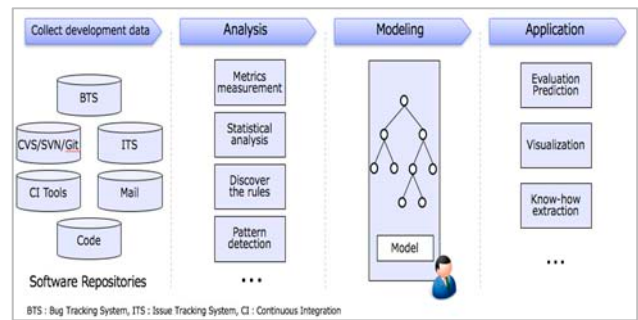 Collect development data
Analysis
Modeling
Application
BTS
CVS/SVN/Git
ITS
CI Tools
Mail
Code
Software Repositories
Metrics
measurement
Statistical
analysis
Discover
the rules
Pattern
detection
...
Model
Evaluation
Prediction
Visualization
Know-how
extraction
...
BTS : Bug Tracking System, ITS : Issue Tracking System, CI : Continuous Integration